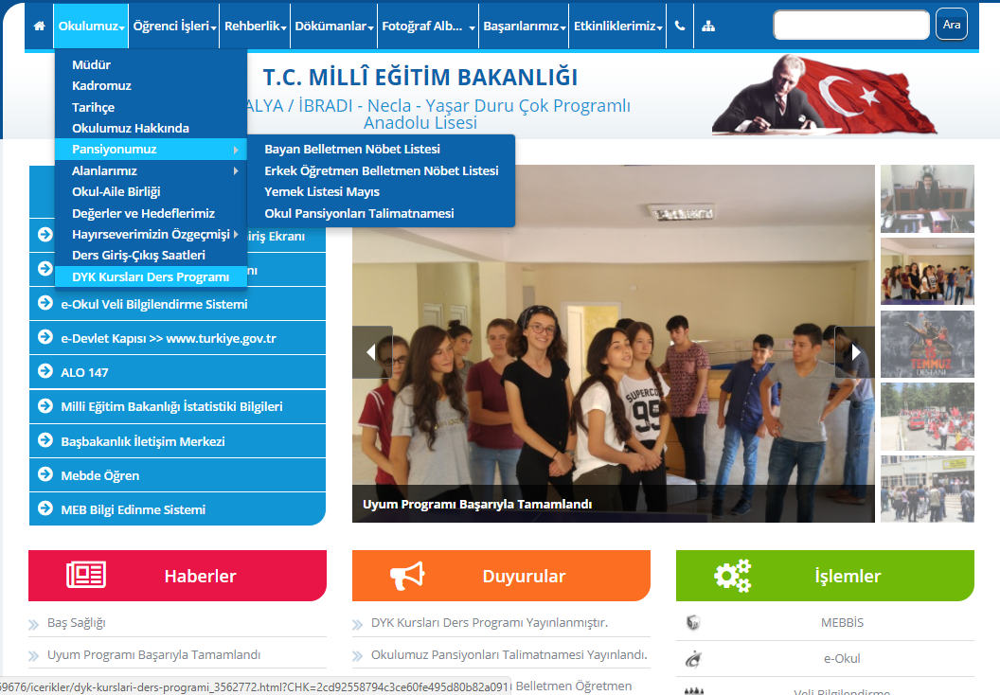 Okulumuz
Öğrenci İşleri
Rehberlik
Dökümanlar
Fotoğraf Alb...
Başarılarımız
Etkinliklerimiz
Ara
T.C. MİLLÎ EĞİTİM BAKANLIĞI
ALYA / İBRADI - Necla - Yaşar Duru Çok Programlı
Anadolu Lisesi
Müdür
Kadromuz
Tarihçe
Okulumuz Hakkında
Pansiyonumuz
Alanlarımız
Okul-Aile Birliği
Değerler ve Hedeflerimiz
Hayırseverimizin Özgeçmişi
Ders Giriş-Çıkış Saatleri
DYK Kursları Ders Programı
Bayan Belletmen Nöbet Listesi
Erkek Öğretmen Belletmen Nöbet Listesi
Yemek Listesi Mayıs
Okul Pansiyonları Talimatnamesi
iriş Ekranı
nı
e-Okul Veli Bilgilendirme Sistemi
e-Devlet Kapısı >> www.turkiye.gov.tr
ALO 147
Milli Eğitim Bakanlığı İstatistiki Bilgileri
Başbakanlık İletişim Merkezi
Mebde Öğren
MEB Bilgi Edinme Sistemi
SUPERCO
95
Uyum Programı Başarıyla Tamamlandı
15
TEMMUZ
DESTANI
Haberler
Baş Sağlığı
Uyum Programı Başarıyla Tamamlandı
Duyurular
DYK Kursları Ders Programı Yayınlanmıştır.
Okulumuz Pansiyonları Talimatnamesi Yayınlandı.
Belletmen Öğretmen
İşlemler
MEBBİS
e-Okul
Veli Bilgilendirme
59676/icerikler/dyk-kurslari-ders-programi_3562772.html?CHK=2cd92558794c3ce60fe495d80b82a091